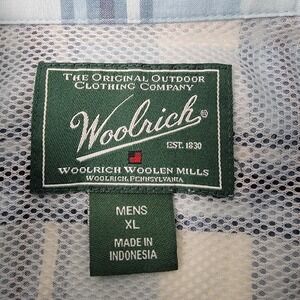 THE ORIGINAL OUTDOOR
CLOTHING COMPANY
Woolrich®
EST. 1830
WOOLRICH WOOLEN MILLS
WOOLRICH, PENNSYLVANIA
MENS
XL
MADE IN
INDONESIA